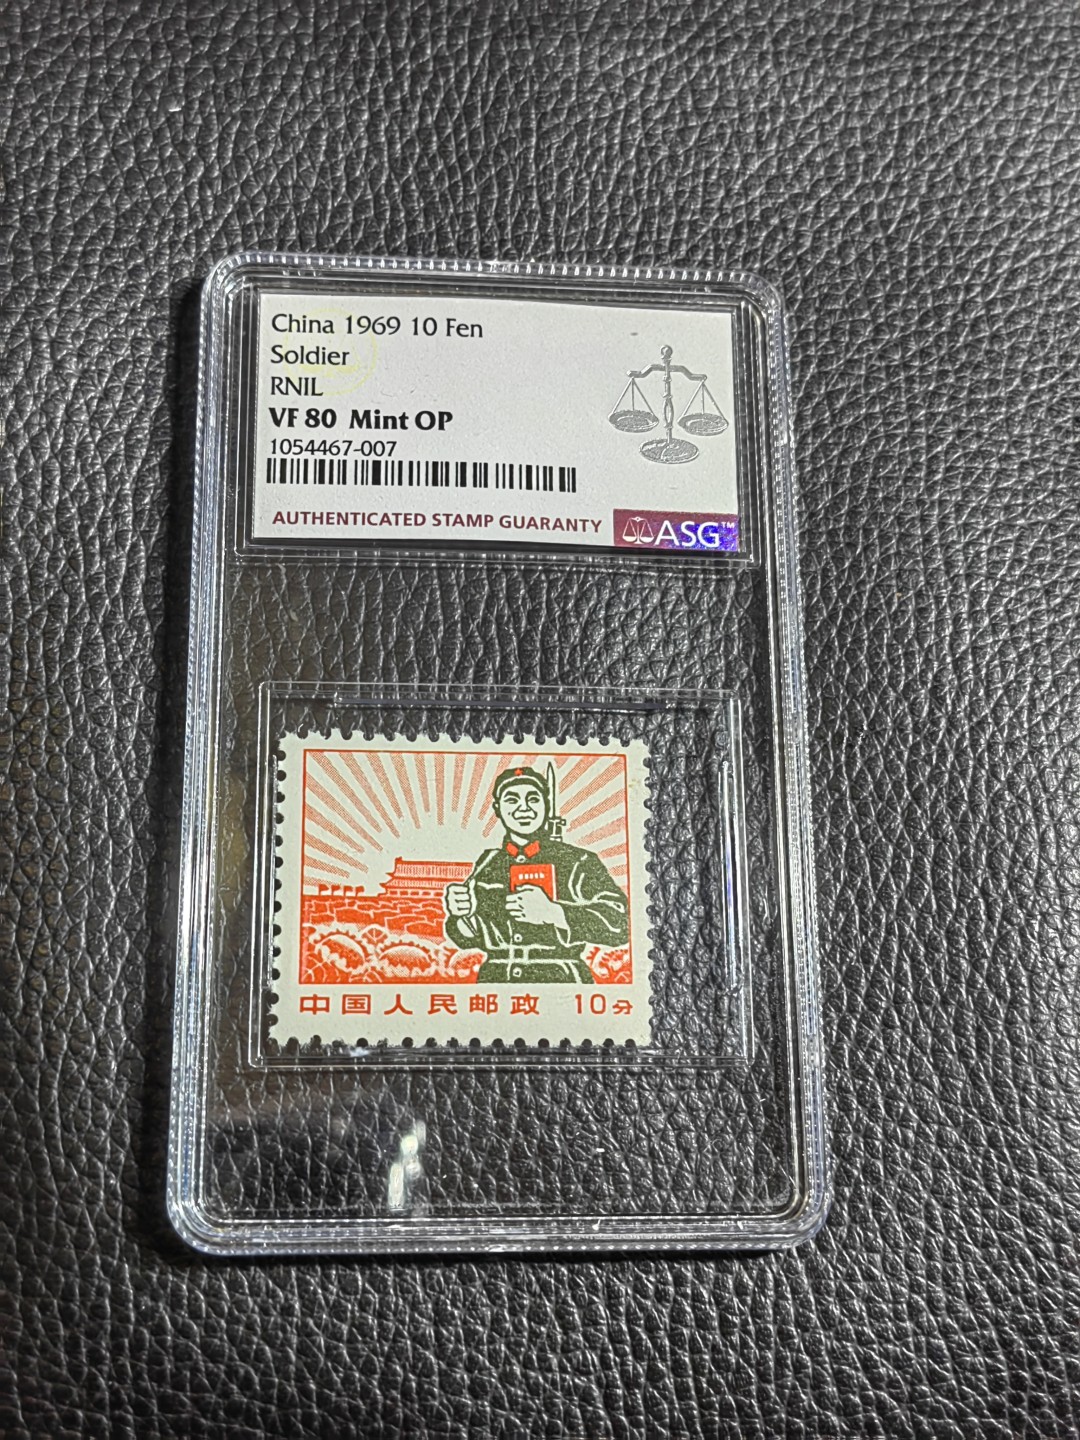 China 1969 10 Fen
Soldier
RNIL
VF 80 Mint OP
1054467-007
AUTHENTICATED STAMP GUARANTY
ASG™
中国人民邮政 10分